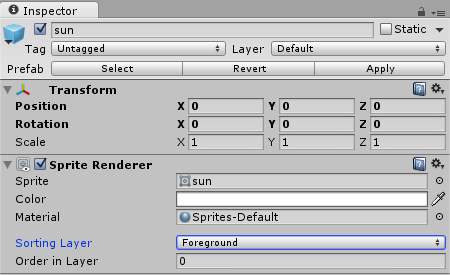 Inspector
sun Static
Tag Untagged Layer Default
Prefab Select Revert Apply
Transform
Position X 0 Y 0 Z 0
Rotation X 0 Y 0 Z 0
Scale X 1 Y 1 Z 1
Sprite Renderer
Sprite sun
Color
Material Sprites-Default
Sorting Layer Foreground
Order in Layer 0